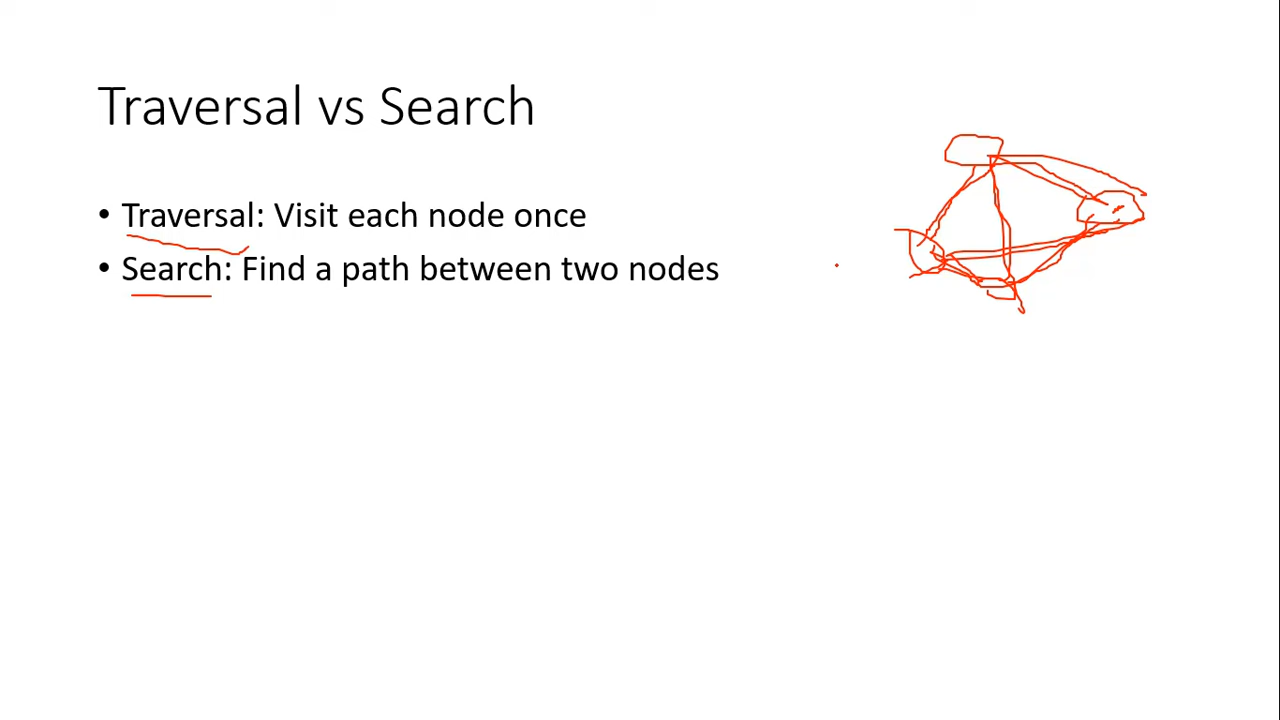 Traversal vs Search
• Traversal: Visit each node once
• Search: Find a path between two nodes